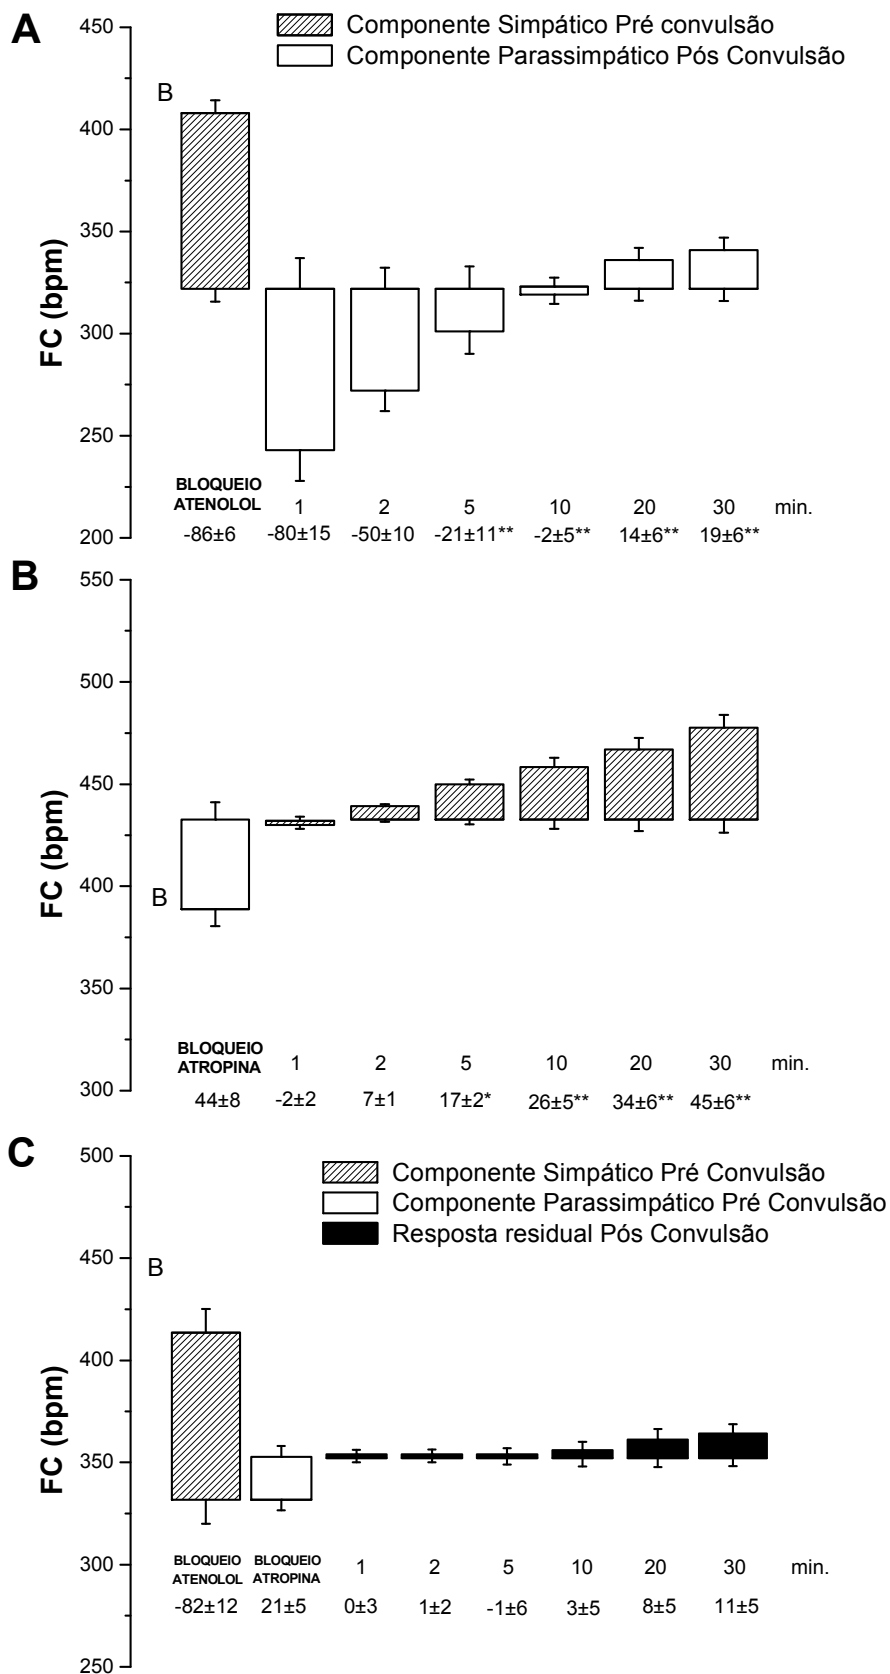 A
450
Componente Simpático Pré convulsão
Componente Parassimpático Pós Convulsão
B
400
350
FC (bpm)
300
250
200
BLOQUEIO
ATENOLOL 1 2 5 10 20 30 min.
-86±6 -80±15 -50±10 -21±11** -2±5** 14±6** 19±6**
B
550
500
450
FC (bpm)
400
B
350
300
BLOQUEIO
ATROPINA 1 2 5 10 20 30 min.
44±8 -2±2 7±1 17±2* 26±5** 34±6** 45±6**
C
500
Componente Simpático Pré Convulsão
Componente Parassimpático Pré Convulsão
Resposta residual Pós Convulsão
450
B
400
FC (bpm)
350
300
250
BLOQUEIO BLOQUEIO
ATENOLOL ATROPINA 1 2 5 10 20 30 min.
-82±12 21±5 0±3 1±2 -1±6 3±5 8±5 11±5